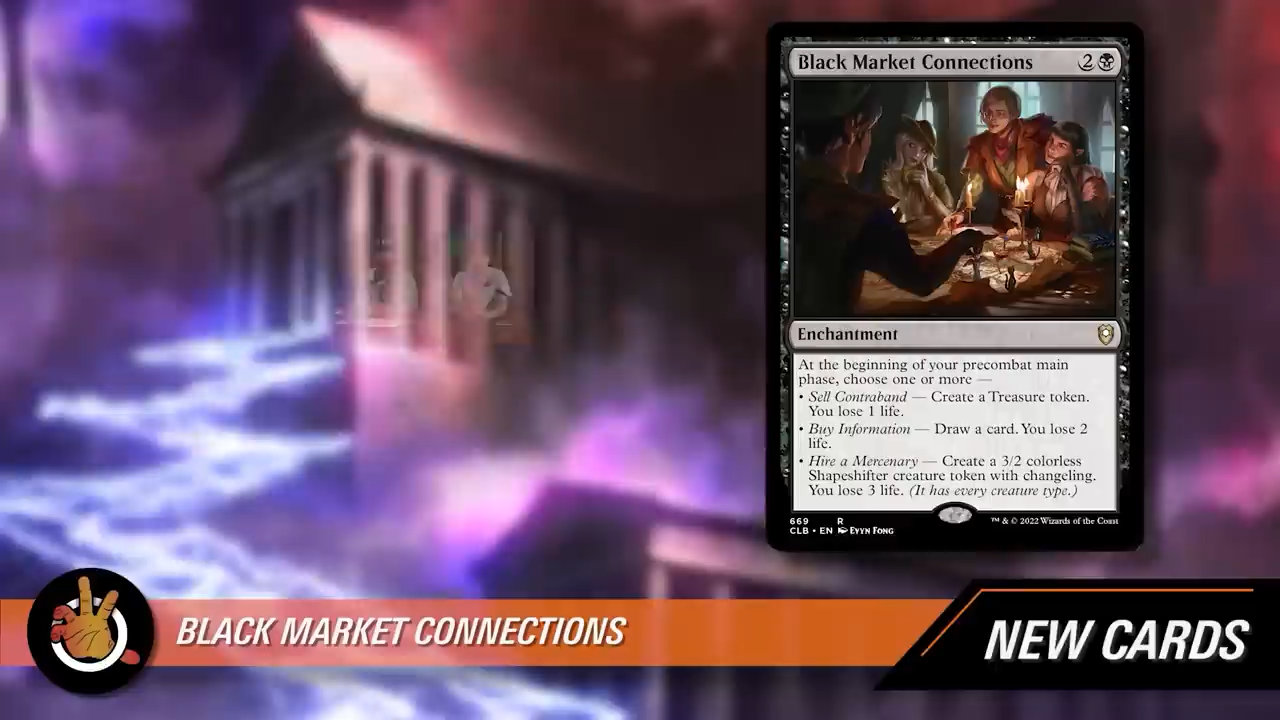 Black Market Connections 2
Enchantment
At the beginning of your precombat main
phase, choose one or more —
• Sell Contraband — Create a Treasure token.
You lose 1 life.
• Buy Information — Draw a card. You lose 2
life.
• Hire a Mercenary — Create a 3/2 colorless
Shapeshifter creature token with changeling.
You lose 3 life. (It has every creature type.)
669 R
CLB • EN Eyyn Fong
™ & © 2022 Wizards of the Coast
BLACK MARKET CONNECTIONS
NEW CARDS